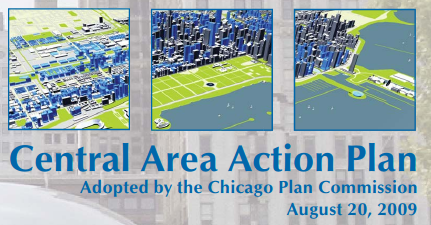 Central Area Action Plan
Adopted by the Chicago Plan Commission
August 20, 2009